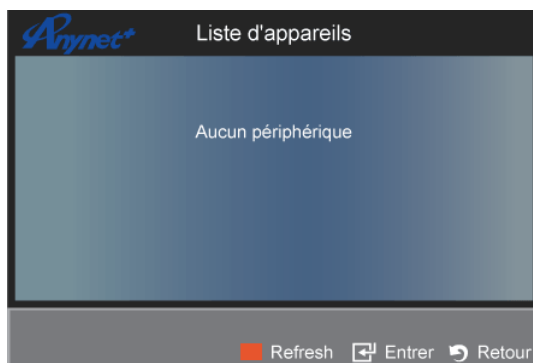 Anynet+ Liste d'appareils
Aucun périphérique
Refresh Entrer Retour